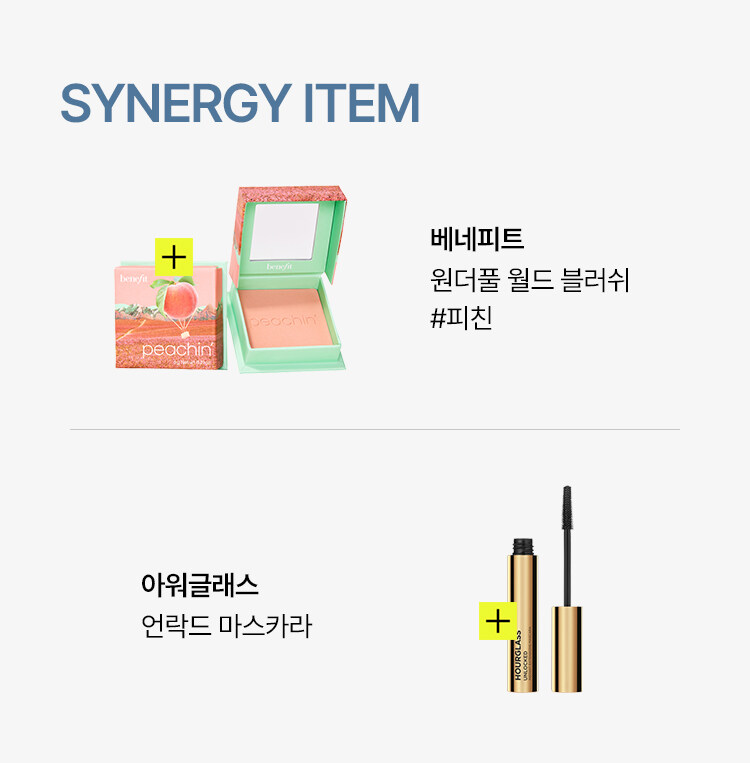 SYNERGY ITEM
benefit
benefit
peachin'
peachin'
베네피트
원더풀 월드 블러쉬
#피친
아워글래스
언락드 마스카라
HOURGLASS
UNLOCKED